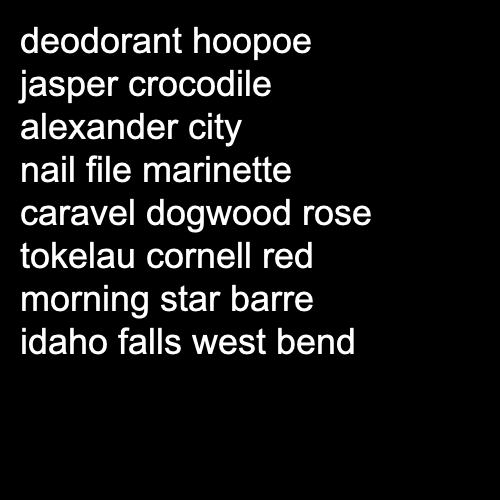 deodorant hoopoe
jasper crocodile
alexander city
nail file marinette
caravel dogwood rose
tokelau cornell red
morning star barre
idaho falls west bend